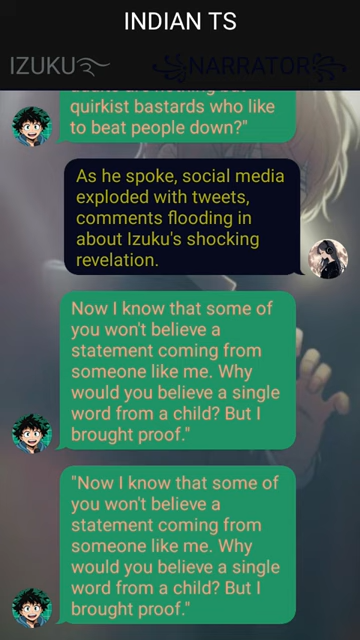 INDIAN TS
IZUKU
NARRATOR
quirkist bastards who like
to beat people down?"
As he spoke, social media
exploded with tweets,
comments flooding in
about Izuku's shocking
revelation.
Now I know that some of
you won't believe a
statement coming from
someone like me. Why
would you believe a single
word from a child? But I
brought proof."
"Now I know that some of
you won't believe a
statement coming from
someone like me. Why
would you believe a single
word from a child? But I
brought proof."